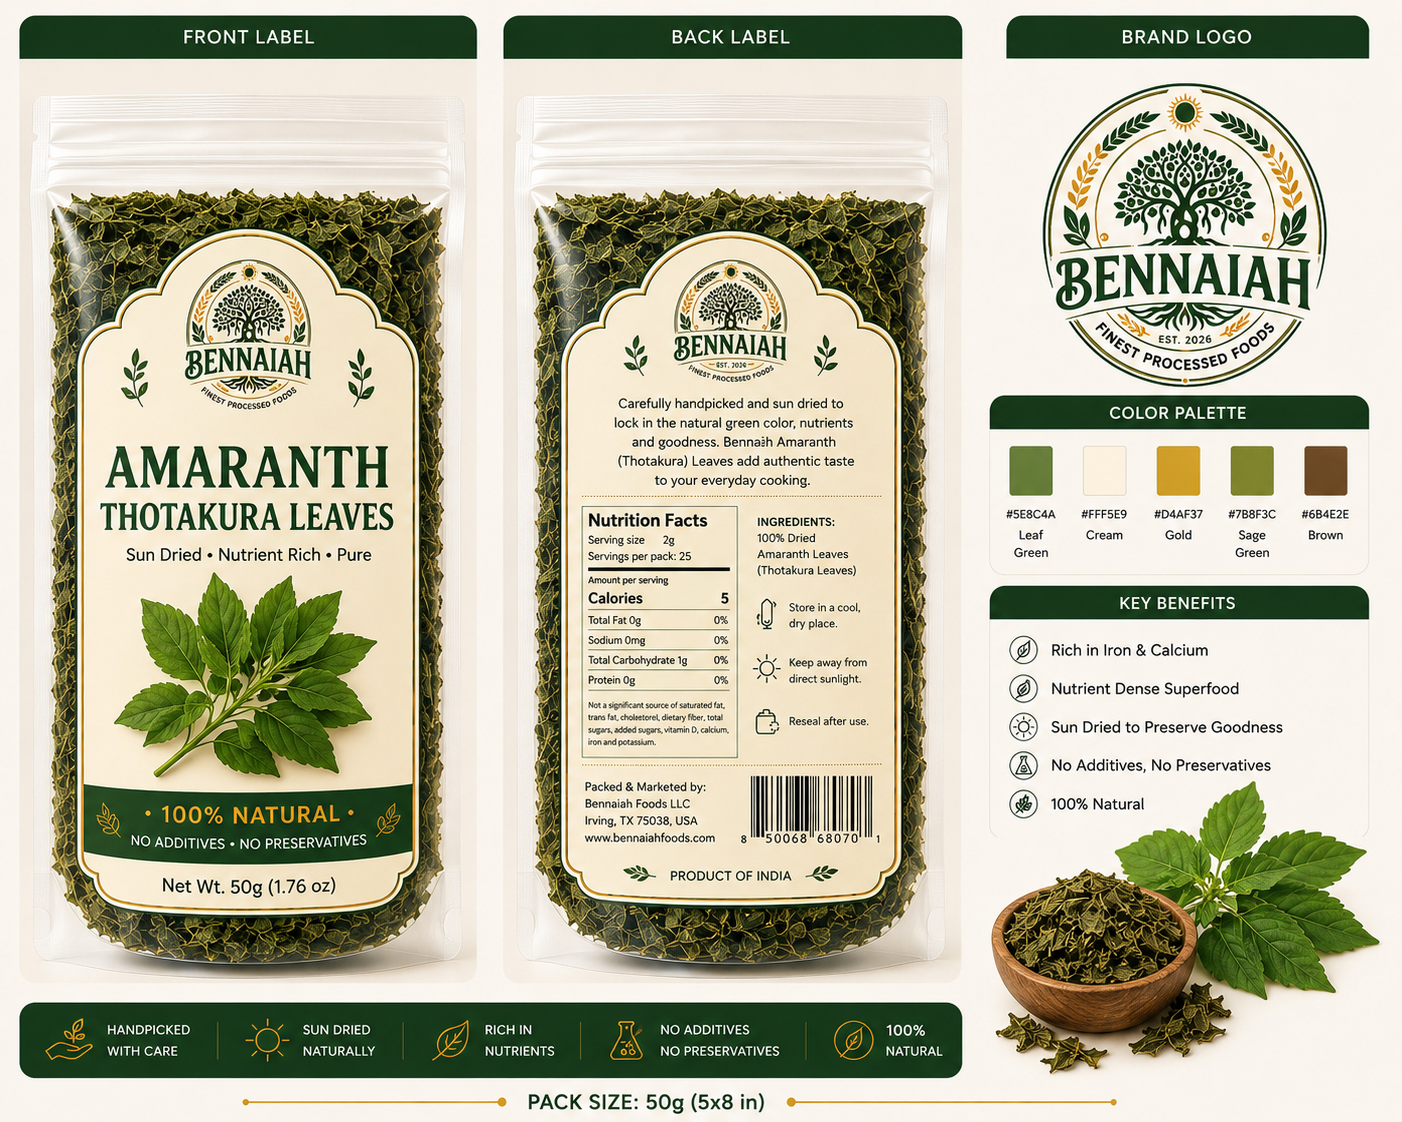 FRONT LABEL
BENNAIAH
FINEST PROCESSED FOODS
AMARANTH
THOTAKURA LEAVES
Sun Dried • Nutrient Rich • Pure
• 100% NATURAL •
NO ADDITIVES • NO PRESERVATIVES
Net Wt. 50g (1.76 oz)
BACK LABEL
BENNAIAH
EST. 2026
FINEST PROCESSED FOODS
Carefully handpicked and sun dried to
lock in the natural green color, nutrients
and goodness. Bennaih Amaranth
(Thotakura) Leaves add authentic taste
to your everyday cooking.
Nutrition Facts
Serving size 2g
Servings per pack: 25
Amount per serving
Calories 5
Total Fat 0g 0%
Sodium 0mg 0%
Total Carbohydrate 1g 0%
Protein 0g 0%
Not a significant source of saturated fat,
trans fat, cholestorel, dietary fiber, total
sugars, added sugars, vitamin D, calcium,
iron and potassium.
INGREDIENTS:
100% Dried
Amaranth Leaves
(Thotakura Leaves)
Store in a cool,
dry place.
Keep away from
direct sunlight.
Reseal after use.
Packed & Marketed by:
Bennaiah Foods LLC
Irving, TX 75038, USA
www.bennaiahfoods.com
8 50068 68070 1
PRODUCT OF INDIA
BRAND LOGO
BENNAIAH
EST. 2026
FINEST PROCESSED FOODS
COLOR PALETTE
#5E8C4A #FFF5E9 #D4AF37 #7B8F3C #6B4E2E
Leaf Green
Cream
Gold
Sage Green
Brown
KEY BENEFITS
Rich in Iron & Calcium
Nutrient Dense Superfood
Sun Dried to Preserve Goodness
No Additives, No Preservatives
100% Natural
HANDPICKED
WITH CARE
SUN DRIED
NATURALLY
RICH IN
NUTRIENTS
NO ADDITIVES
NO PRESERVATIVES
100%
NATURAL
PACK SIZE: 50g (5x8 in)